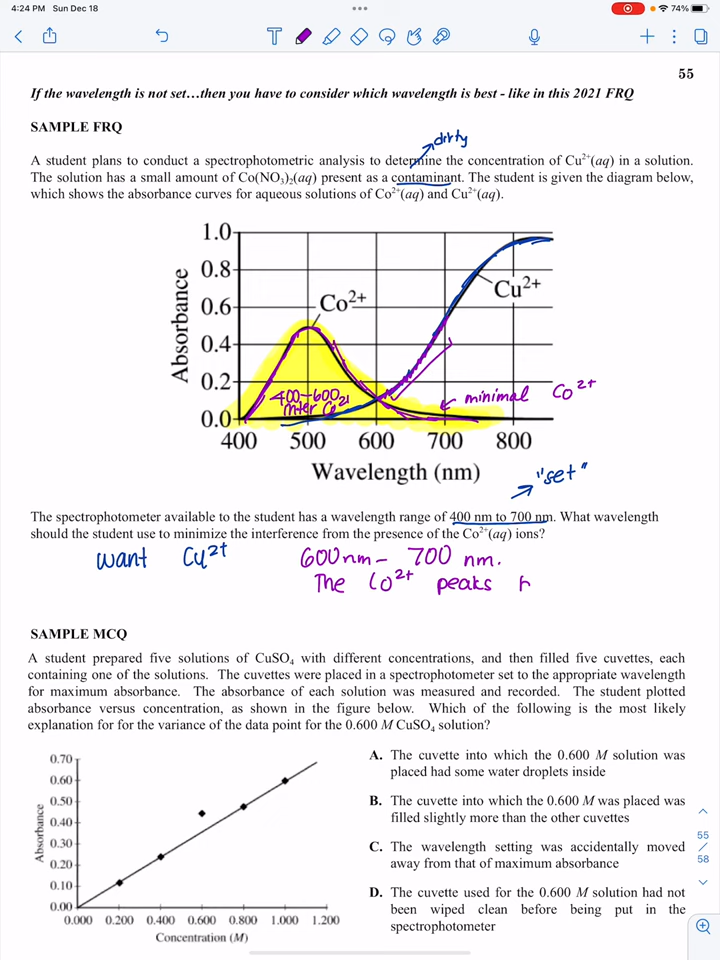 4:24 PM Sun Dec 18
74%
55
If the wavelength is not set…then you have to consider which wavelength is best - like in this 2021 FRQ
SAMPLE FRQ
dirty
A student plans to conduct a spectrophotometric analysis to determine the concentration of Cu²⁺(aq) in a solution.
The solution has a small amount of Co(NO₃)₂(aq) present as a contaminant. The student is given the diagram below,
which shows the absorbance curves for aqueous solutions of Co²⁺(aq) and Cu²⁺(aq).
Absorbance
1.0
0.8
0.6
0.4
0.2
0.0
Co2+
Cu2+
400-600
inter Co2+
minimal Co2+
400 500 600 700 800
Wavelength (nm)
"set"
The spectrophotometer available to the student has a wavelength range of 400 nm to 700 nm. What wavelength
should the student use to minimize the interference from the presence of the Co²⁺(aq) ions?
want Cu2+ 600nm - 700 nm.
The Co2+ peaks
SAMPLE MCQ
A student prepared five solutions of CuSO₄ with different concentrations, and then filled five cuvettes, each
containing one of the solutions. The cuvettes were placed in a spectrophotometer set to the appropriate wavelength
for maximum absorbance. The absorbance of each solution was measured and recorded. The student plotted
absorbance versus concentration, as shown in the figure below. Which of the following is the most likely
explanation for for the variance of the data point for the 0.600 M CuSO₄ solution?
Absorbance
0.70
0.60
0.50
0.40
0.30
0.20
0.10
0.00
0.000 0.200 0.400 0.600 0.800 1.000 1.200
Concentration (M)
A. The cuvette into which the 0.600 M solution was
placed had some water droplets inside
B. The cuvette into which the 0.600 M was placed was
filled slightly more than the other cuvettes
C. The wavelength setting was accidentally moved
away from that of maximum absorbance
D. The cuvette used for the 0.600 M solution had not
been wiped clean before being put in the
spectrophotometer
55
/
58